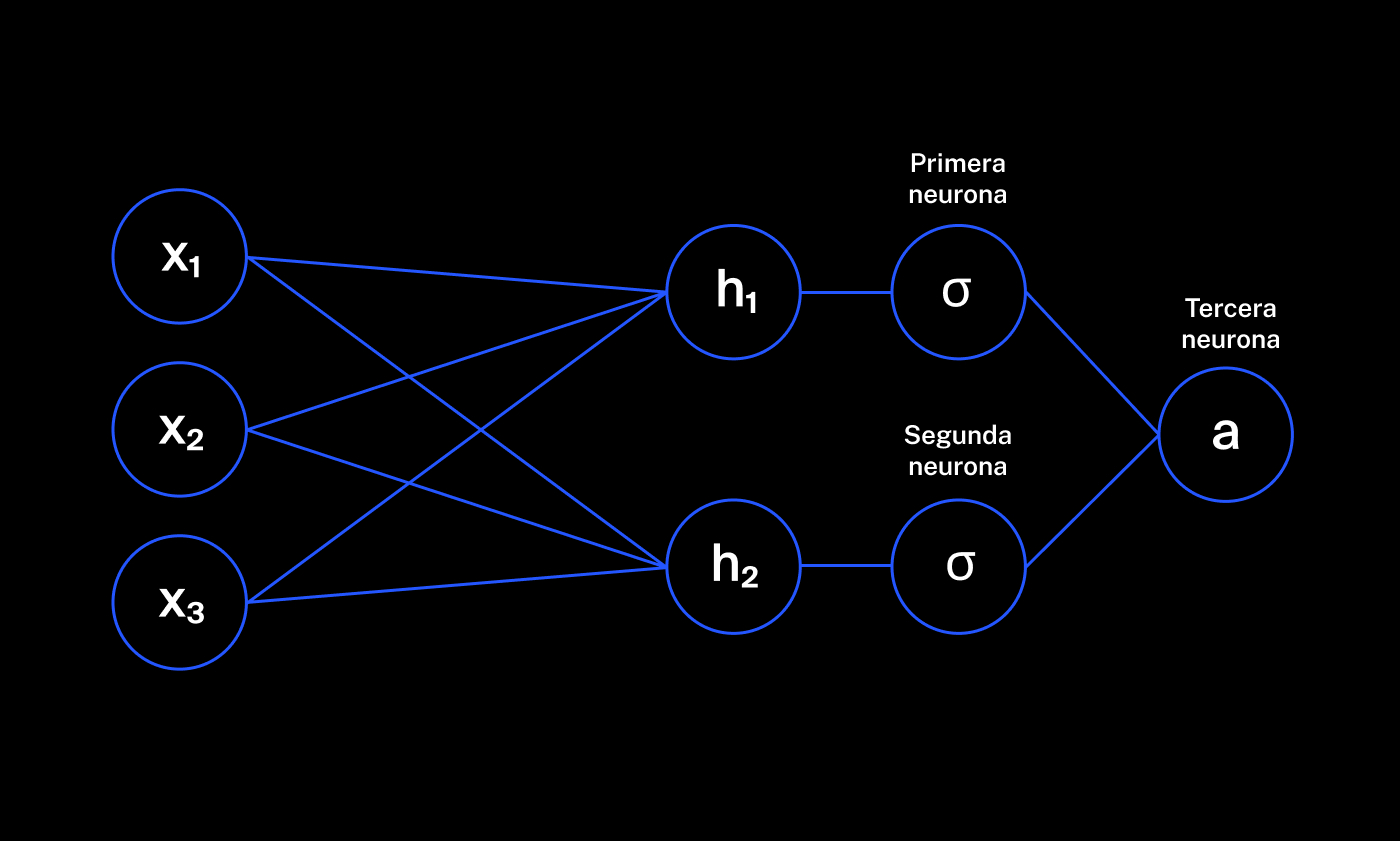 x₁
x₂
x₃
h₁
h₂
Primera
neurona
σ
Segunda
neurona
σ
Tercera
neurona
a